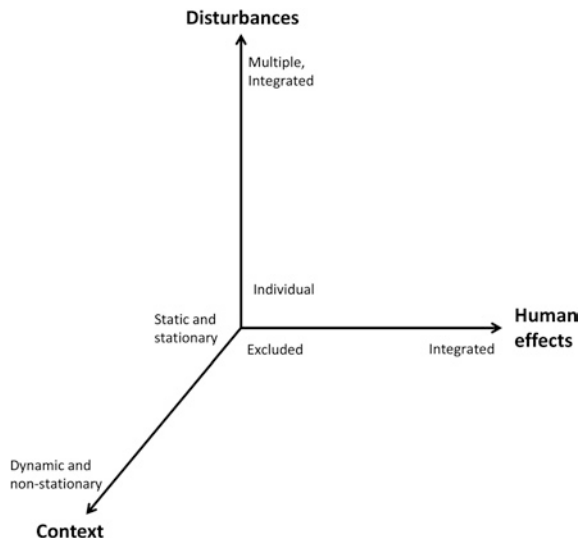 Disturbances
Multiple,
Integrated
Individual
Static and
stationary
Excluded
Integrated
Human
effects
Dynamic and
non-stationary
Context